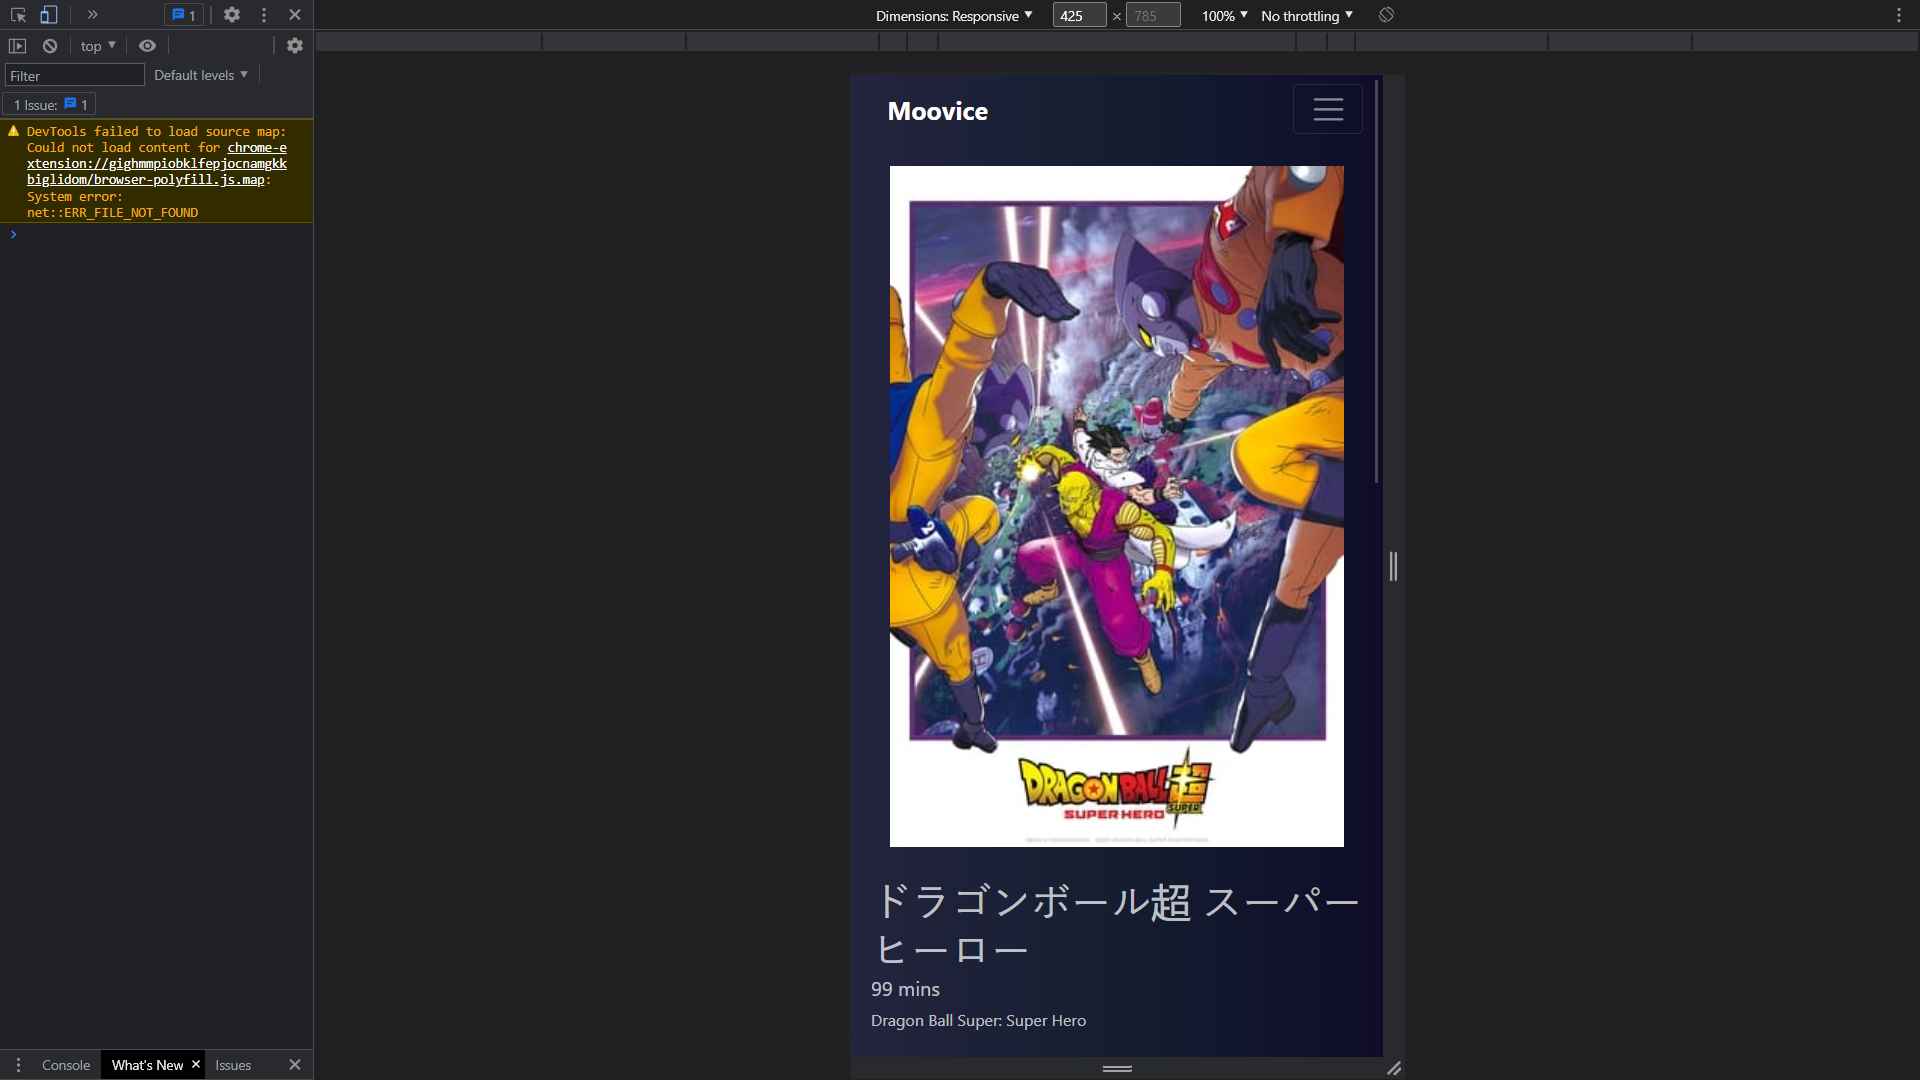 1
Dimensions: Responsive ▼ 425 × 785 100% ▼ No throttling ▼
top ▼
Filter Default levels ▼
1 Issue: 1
DevTools failed to load source map:
Could not load content for chrome-e
xtension://gighmmpiobklfepjocnamgkk
biglidom/browser-polyfill.js.map:
System error:
net::ERR_FILE_NOT_FOUND
Moovice
DRAGON BALL 超
SUPER
SUPER HERO
ドラゴンボール超 スーパー
ヒーロー
99 mins
Dragon Ball Super: Super Hero
Console What's New × Issues